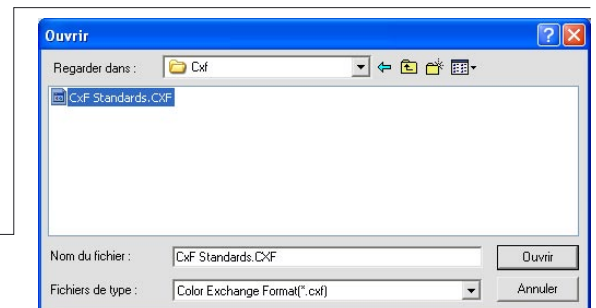 Ouvrir
Regarder dans : Cxf
CxF Standards.CXF
Nom du fichier : CxF Standards.CXF Ouvrir
Fichiers de type : Color Exchange Format(*.cxf) Annuler